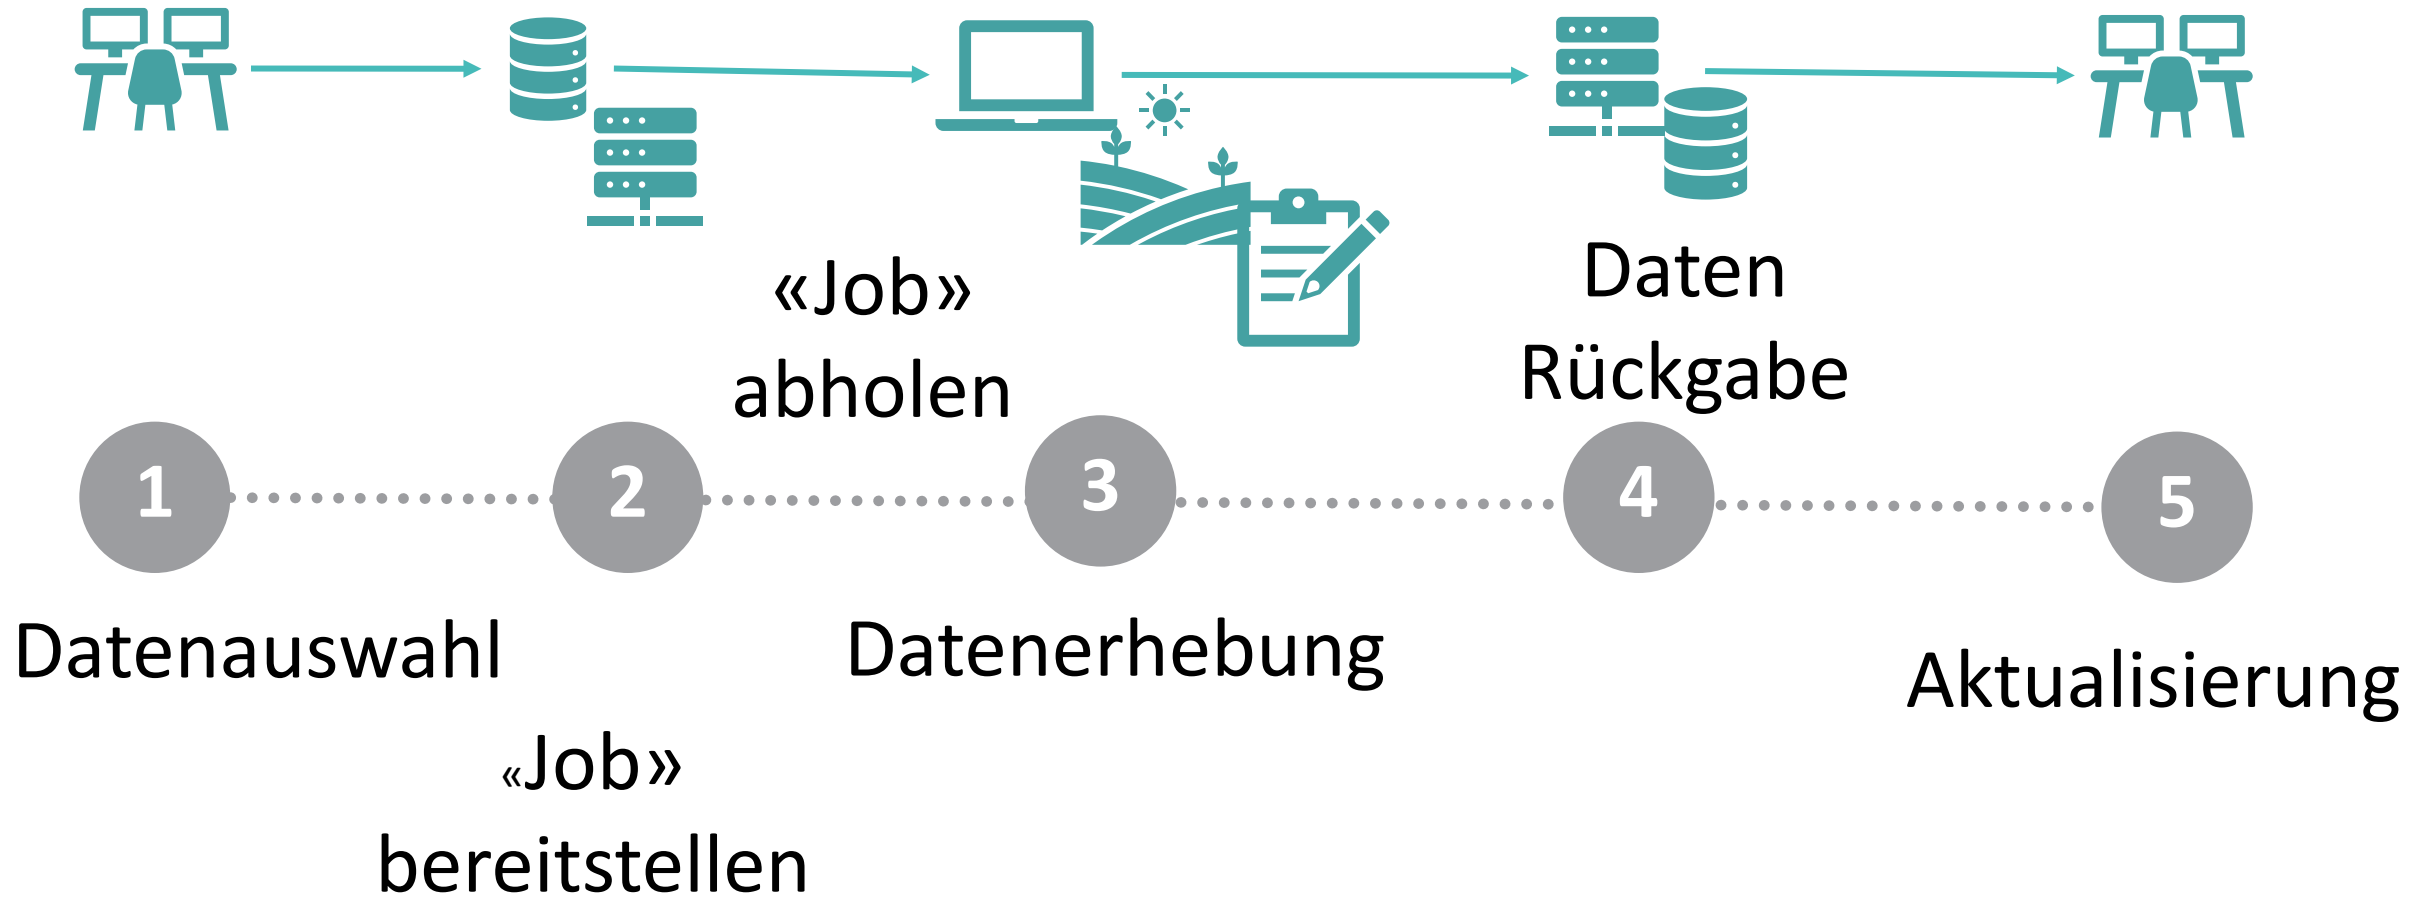 «Job»
abholen
Daten
Rückgabe
1
2
3
4
5
Datenauswahl
Datenerhebung
Aktualisierung
«Job»
bereitstellen